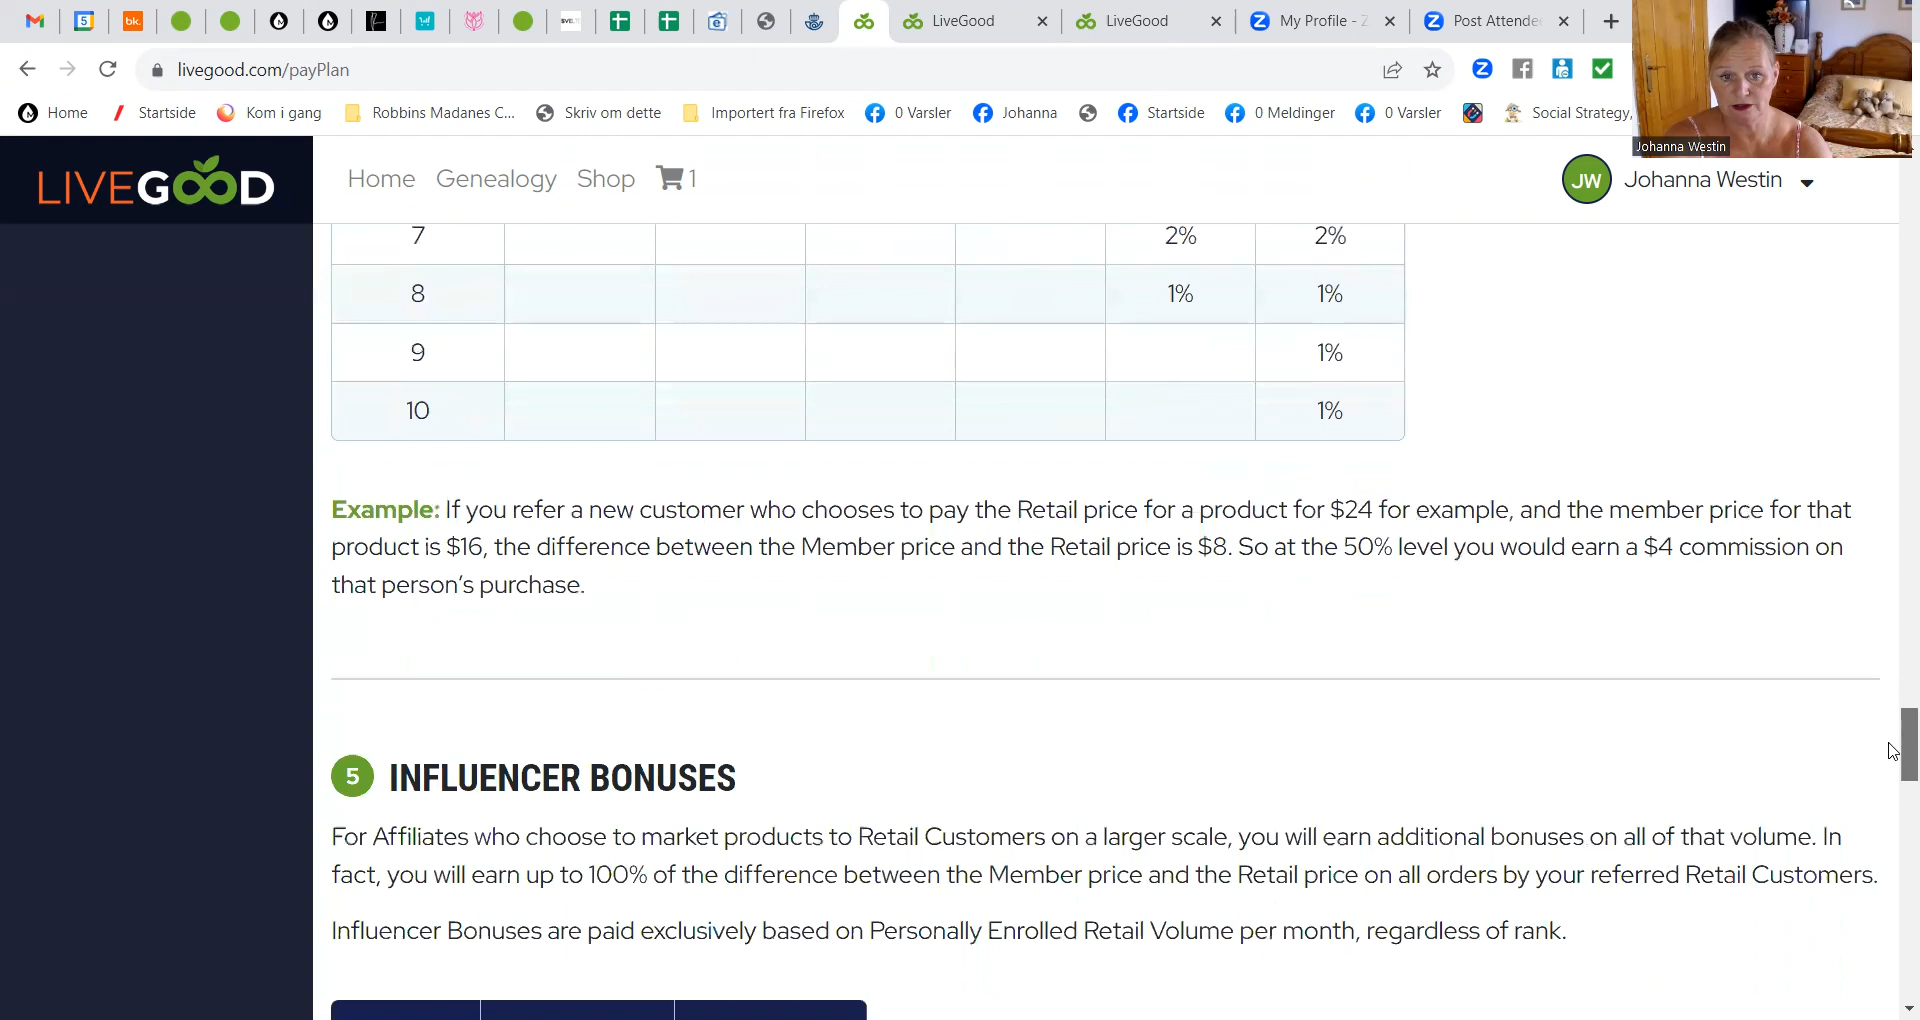 5
bk.
SVE
LiveGood
LiveGood
My Profile - Z
Post Attende
livegood.com/payPlan
Home
Startside
Kom i gang
Robbins Madanes C...
Skriv om dette
Importert fra Firefox
0 Varsler
Johanna
Startside
0 Meldinger
0 Varsler
Social Strategy,
Johanna Westin
LIVEGOOD
Home
Genealogy
Shop
1
JW
Johanna Westin
7 2% 2%
8 1% 1%
9 1%
10 1%
Example: If you refer a new customer who chooses to pay the Retail price for a product for $24 for example, and the member price for that
product is $16, the difference between the Member price and the Retail price is $8. So at the 50% level you would earn a $4 commission on
that person’s purchase.
5 INFLUENCER BONUSES
For Affiliates who choose to market products to Retail Customers on a larger scale, you will earn additional bonuses on all of that volume. In
fact, you will earn up to 100% of the difference between the Member price and the Retail price on all orders by your referred Retail Customers.
Influencer Bonuses are paid exclusively based on Personally Enrolled Retail Volume per month, regardless of rank.